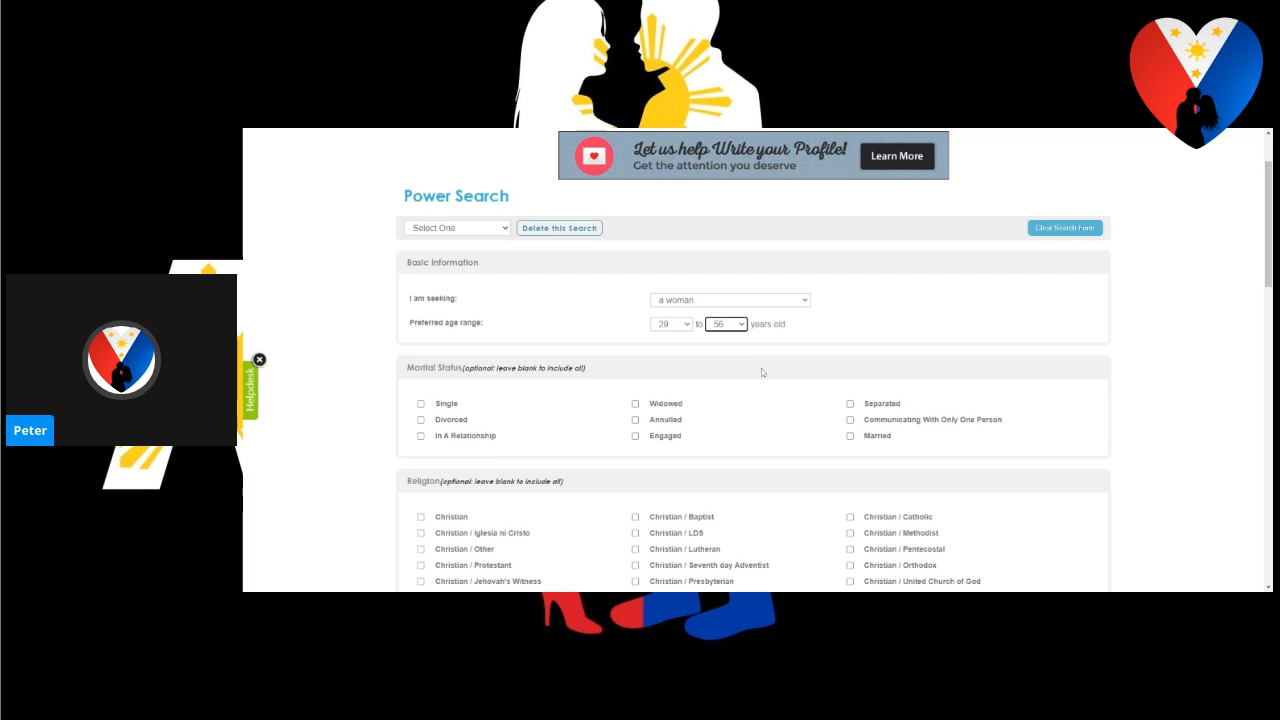 Let us help Write your Profile!
Get the attention you deserve
Learn More
Power Search
Select One
Delete this Search
Clear Search Form
Basic Information
I am seeking:
a woman
Preferred age range:
29 to 56 years old
Marital Status(optional: leave blank to include all)
Single
Widowed
Separated
Divorced
Annulled
Communicating With Only One Person
In A Relationship
Engaged
Married
Religion(optional: leave blank to include all)
Christian
Christian / Baptist
Christian / Catholic
Christian / Iglesia ni Cristo
Christian / LDS
Christian / Methodist
Christian / Other
Christian / Lutheran
Christian / Pentecostal
Christian / Protestant
Christian / Seventh day Adventist
Christian / Orthodox
Christian / Jehovah's Witness
Christian / Presbyterian
Christian / United Church of God
Helpdesk
Peter